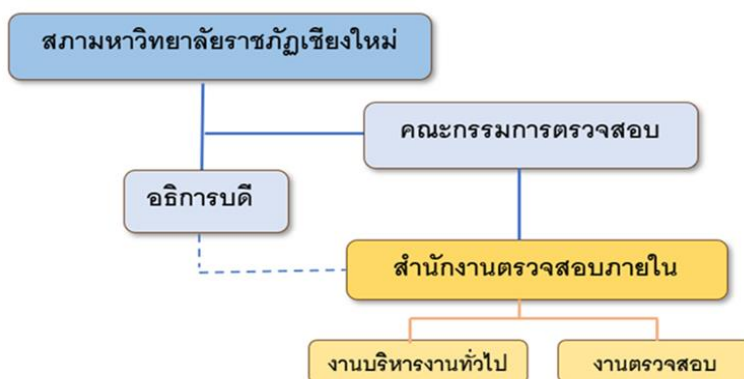 สภามหาวิทยาลัยราชภัฏเชียงใหม่
คณะกรรมการตรวจสอบ
อธิการบดี
สำนักงานตรวจสอบภายใน
งานบริหารงานทั่วไป
งานตรวจสอบ